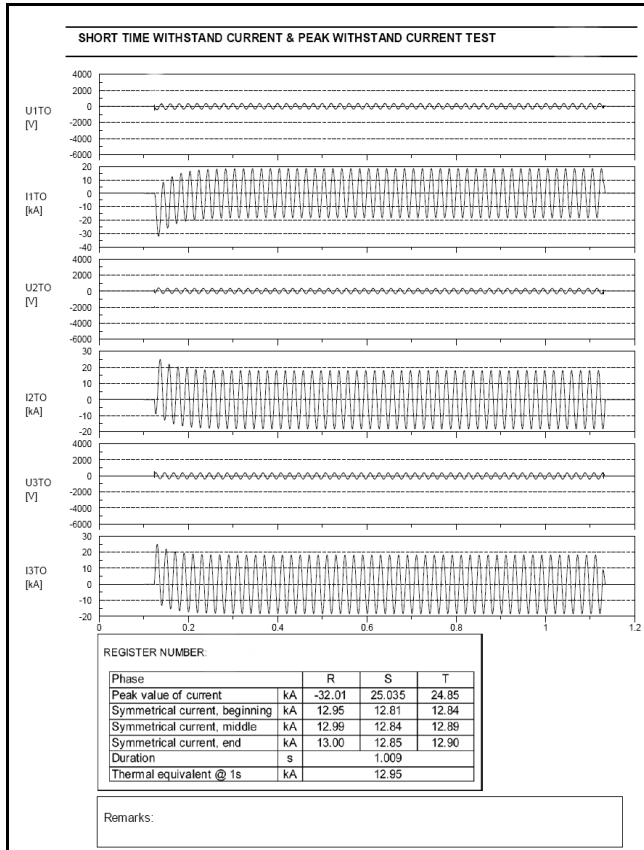 SHORT TIME WITHSTAND CURRENT & PEAK WITHSTAND CURRENT TEST
4000
2000
U1TO
0
[V]
-2000
-4000
-6000
20
10
0
I1TO
-10
[kA]
-20
-30
-40
4000
2000
U2TO
0
[V]
-2000
-4000
-6000
30
20
10
I2TO
0
[kA]
-10
-20
4000
2000
U3TO
0
[V]
-2000
-4000
-6000
30
20
10
I3TO
0
[kA]
-10
-20
0 0.2 0.4 0.6 0.8 1 1.2
REGISTER NUMBER:
Phase R S T
Peak value of current kA -32.01 25.035 24.85
Symmetrical current, beginning kA 12.95 12.81 12.84
Symmetrical current, middle kA 12.99 12.84 12.89
Symmetrical current, end kA 13.00 12.85 12.90
Duration s 1.009
Thermal equivalent @ 1s kA 12.95
Remarks: